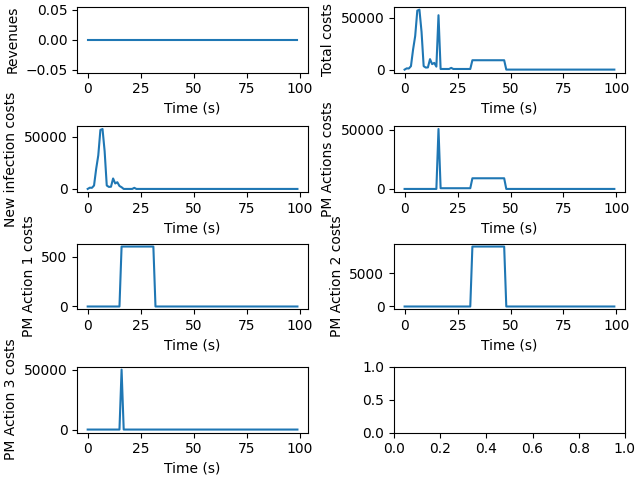 Revenues
0.05
0.00
−0.05
0 25 50 75 100
Time (s)
Total costs
50000
0
0 25 50 75 100
Time (s)
New infection costs
50000
0
0 25 50 75 100
Time (s)
PM Actions costs
50000
0
0 25 50 75 100
Time (s)
PM Action 1 costs
500
0
0 25 50 75 100
Time (s)
PM Action 2 costs
5000
0
0 25 50 75 100
Time (s)
PM Action 3 costs
50000
0
0 25 50 75 100
Time (s)
1.0
0.5
0.0
0.0 0.2 0.4 0.6 0.8 1.0